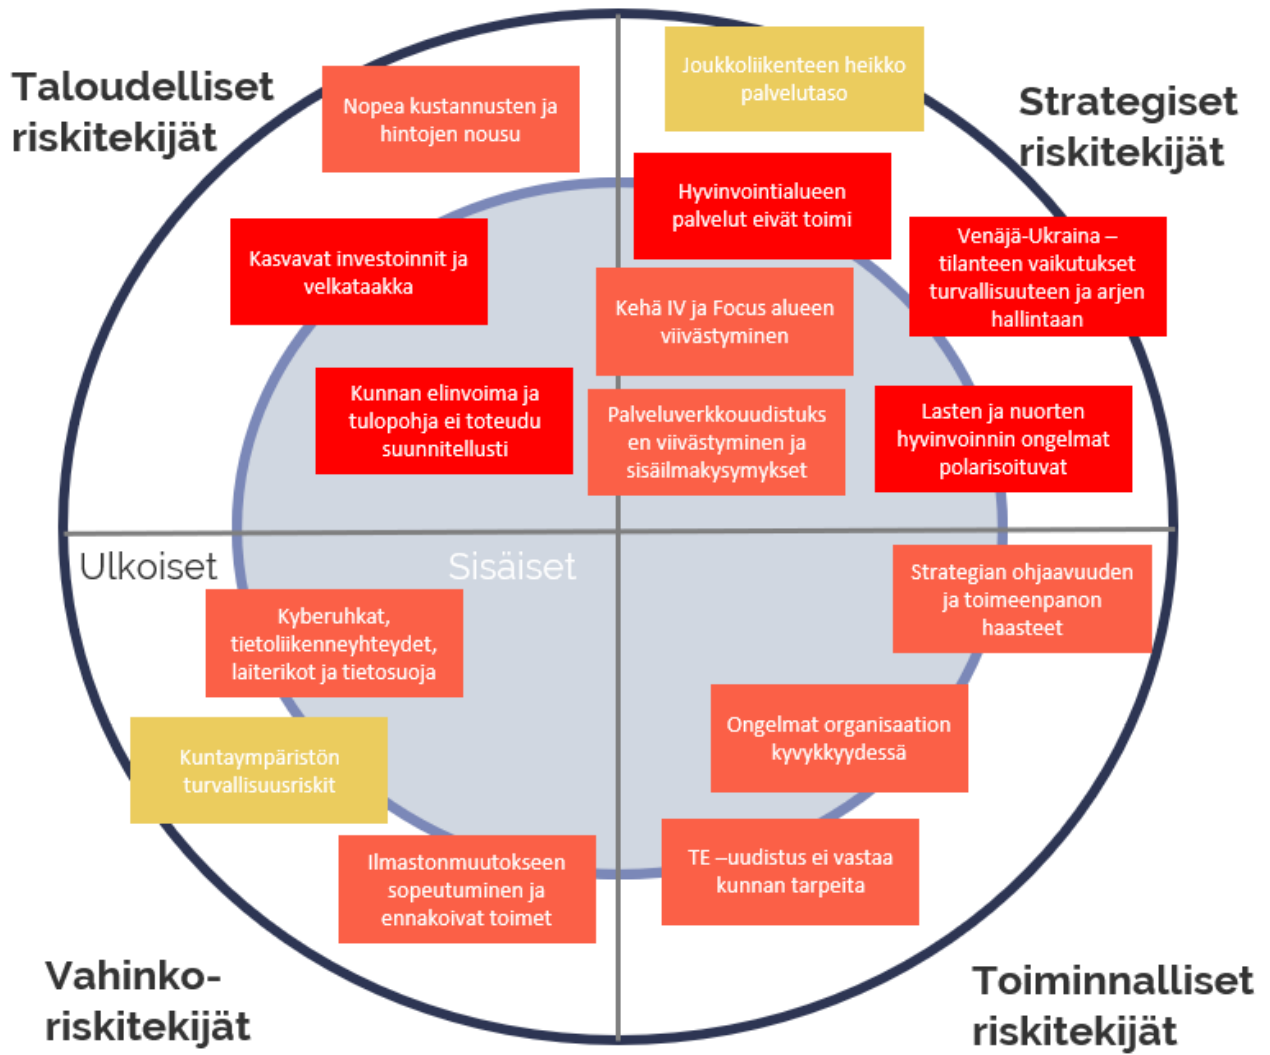 Taloudelliset
riskitekijät
Nopea kustannusten ja
hintojen nousu
Kasvavat investoinnit ja
velkataakka
Kunnan elinvoima ja
tulopohja ei toteudu
suunnitellusti
Joukkoliikenteen heikko
palvelutaso
Strategiset
riskitekijät
Hyvinvointialueen
palvelut eivät toimi
Venäjä-Ukraina –
tilanteen vaikutukset
turvallisuuteen ja arjen
hallintaan
Kehä IV ja Focus alueen
viivästyminen
Palveluverkkouudistuks
en viivästyminen ja
sisäilmakysymykset
Lasten ja nuorten
hyvinvoinnin ongelmat
polarisoituvat
Ulkoiset
Sisäiset
Kyberuhkat,
tietoliikenneyhteydet,
laiterikot ja tietosuoja
Kuntaympäristön
turvallisuusriskit
Ilmastonmuutokseen
sopeutuminen ja
ennakoivat toimet
Vahinko-
riskitekijät
Strategian ohjaavuuden
ja toimeenpanon
haasteet
Ongelmat organisaation
kyvykkyydessä
TE –uudistus ei vastaa
kunnan tarpeita
Toiminnalliset
riskitekijät